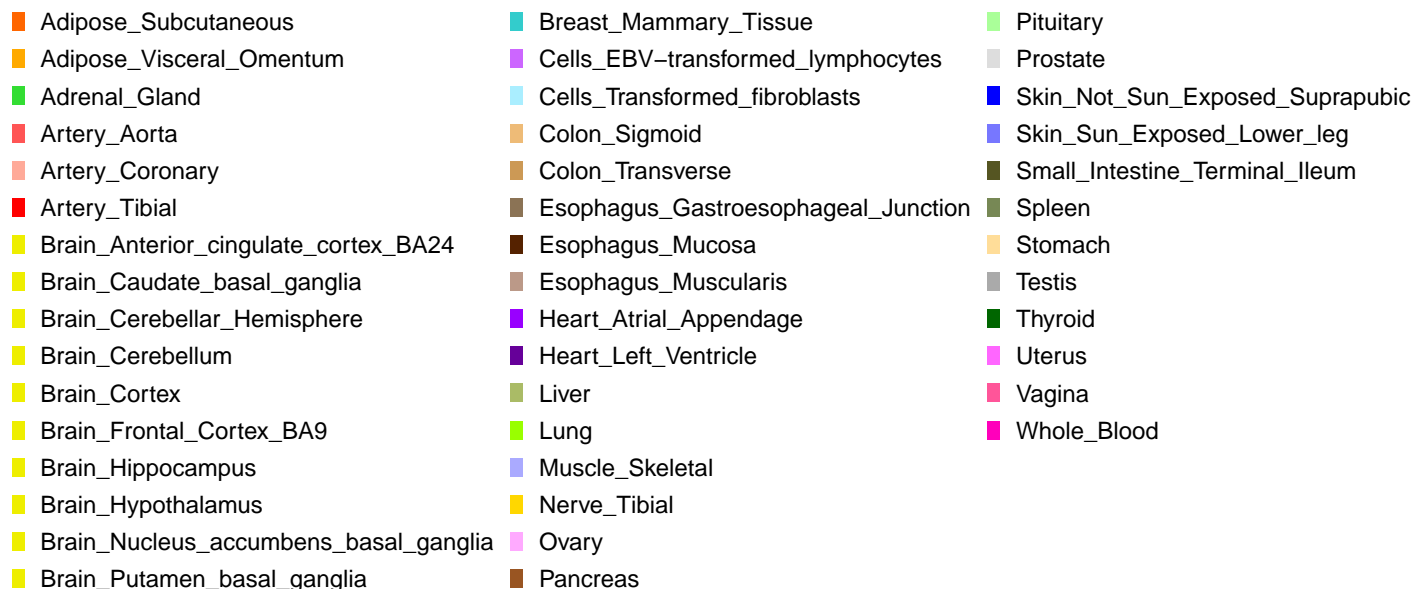 Adipose_Subcutaneous
Adipose_Visceral_Omentum
Adrenal_Gland
Artery_Aorta
Artery_Coronary
Artery_Tibial
Brain_Anterior_cingulate_cortex_BA24
Brain_Caudate_basal_ganglia
Brain_Cerebellar_Hemisphere
Brain_Cerebellum
Brain_Cortex
Brain_Frontal_Cortex_BA9
Brain_Hippocampus
Brain_Hypothalamus
Brain_Nucleus_accumbens_basal_ganglia
Brain_Putamen_basal_ganglia
Breast_Mammary_Tissue
Cells_EBV−transformed_lymphocytes
Cells_Transformed_fibroblasts
Colon_Sigmoid
Colon_Transverse
Esophagus_Gastroesophageal_Junction
Esophagus_Mucosa
Esophagus_Muscularis
Heart_Atrial_Appendage
Heart_Left_Ventricle
Liver
Lung
Muscle_Skeletal
Nerve_Tibial
Ovary
Pancreas
Pituitary
Prostate
Skin_Not_Sun_Exposed_Suprapubic
Skin_Sun_Exposed_Lower_leg
Small_Intestine_Terminal_Ileum
Spleen
Stomach
Testis
Thyroid
Uterus
Vagina
Whole_Blood